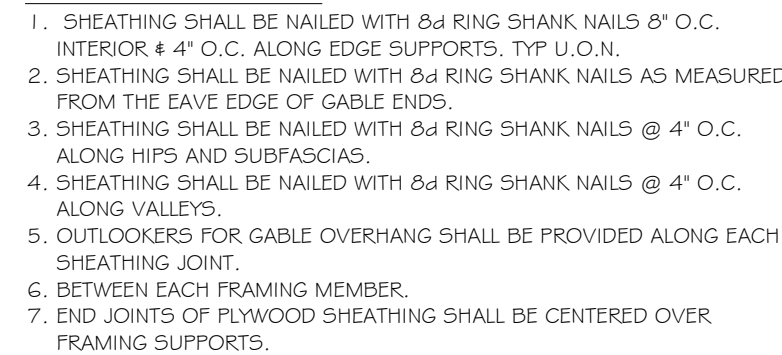 1. SHEATHING SHALL BE NAILED WITH 8d RING SHANK NAILS 8" O.C.
INTERIOR & 4" O.C. ALONG EDGE SUPPORTS. TYP U.O.N.
2. SHEATHING SHALL BE NAILED WITH 8d RING SHANK NAILS AS MEASURED
FROM THE EAVE EDGE OF GABLE ENDS.
3. SHEATHING SHALL BE NAILED WITH 8d RING SHANK NAILS @ 4" O.C.
ALONG HIPS AND SUBFASCIAS.
4. SHEATHING SHALL BE NAILED WITH 8d RING SHANK NAILS @ 4" O.C.
ALONG VALLEYS.
5. OUTLOOKERS FOR GABLE OVERHANG SHALL BE PROVIDED ALONG EACH
SHEATHING JOINT.
6. BETWEEN EACH FRAMING MEMBER.
7. END JOINTS OF PLYWOOD SHEATHING SHALL BE CENTERED OVER
FRAMING SUPPORTS.